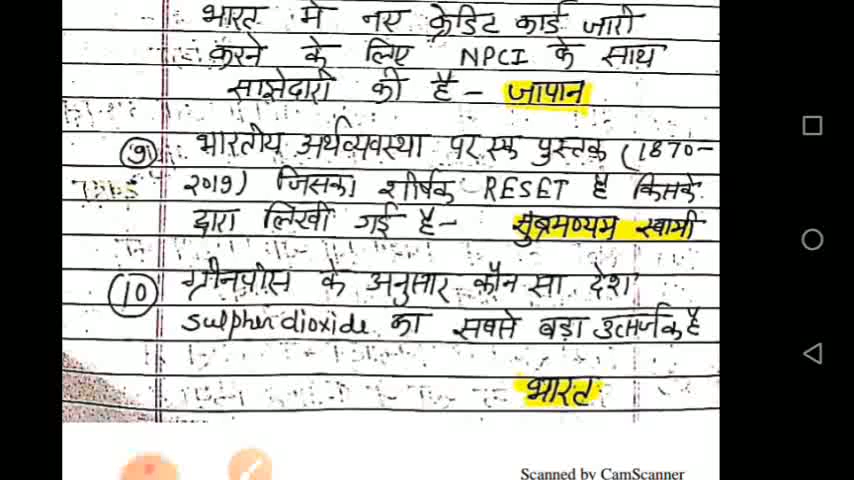 भारत में नए क्रेडिट कार्ड जारी
करने के लिए NPCI के साथ
साझेदारी की है - जापान
(9) भारतीय अर्थव्यवस्था पर एक पुस्तक (1870-
2019) जिसका शीर्षक RESET है किसके
द्वारा लिखी गई है - सुब्रमण्यम स्वामी
(10) ग्रीनपीस के अनुसार कौन सा देश
sulpher dioxide का सबसे बड़ा उत्सर्जक है
भारत
Scanned by CamScanner